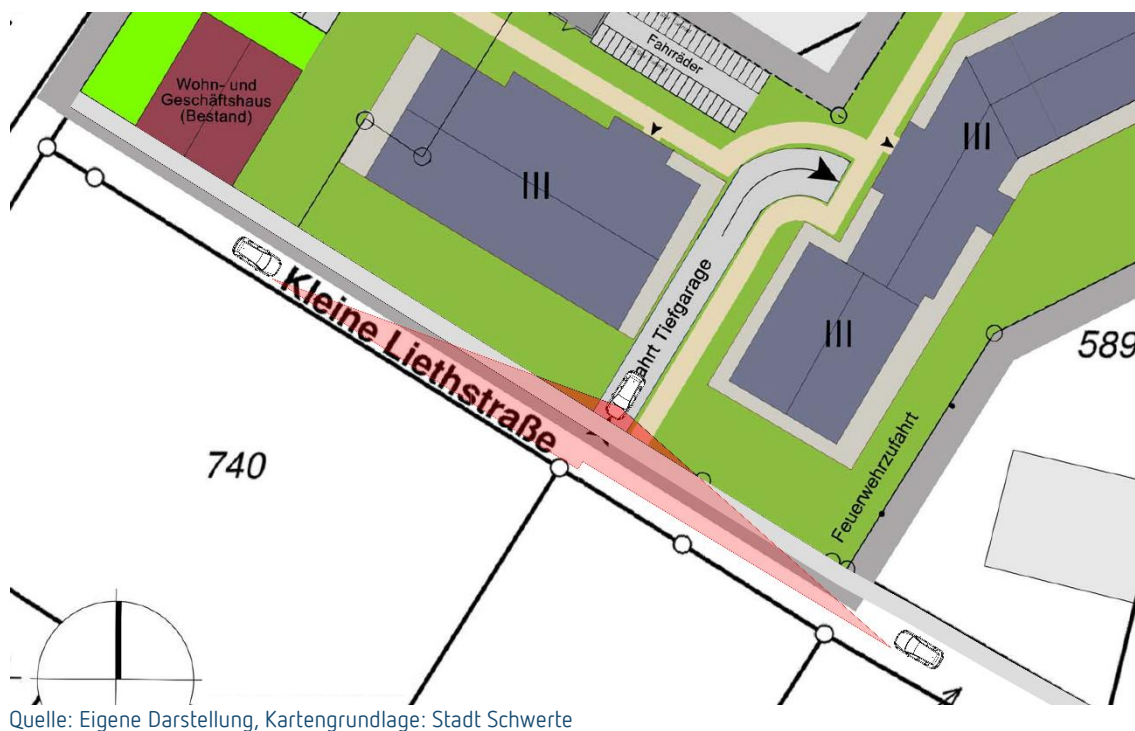 Fahrräder
Wohn- und
Geschäftshaus
(Bestand)
III
III
III
ahrt Tiefgarage
Kleine Liethstraße
589
740
Feuerwehrzufahrt
Quelle: Eigene Darstellung, Kartengrundlage: Stadt Schwerte